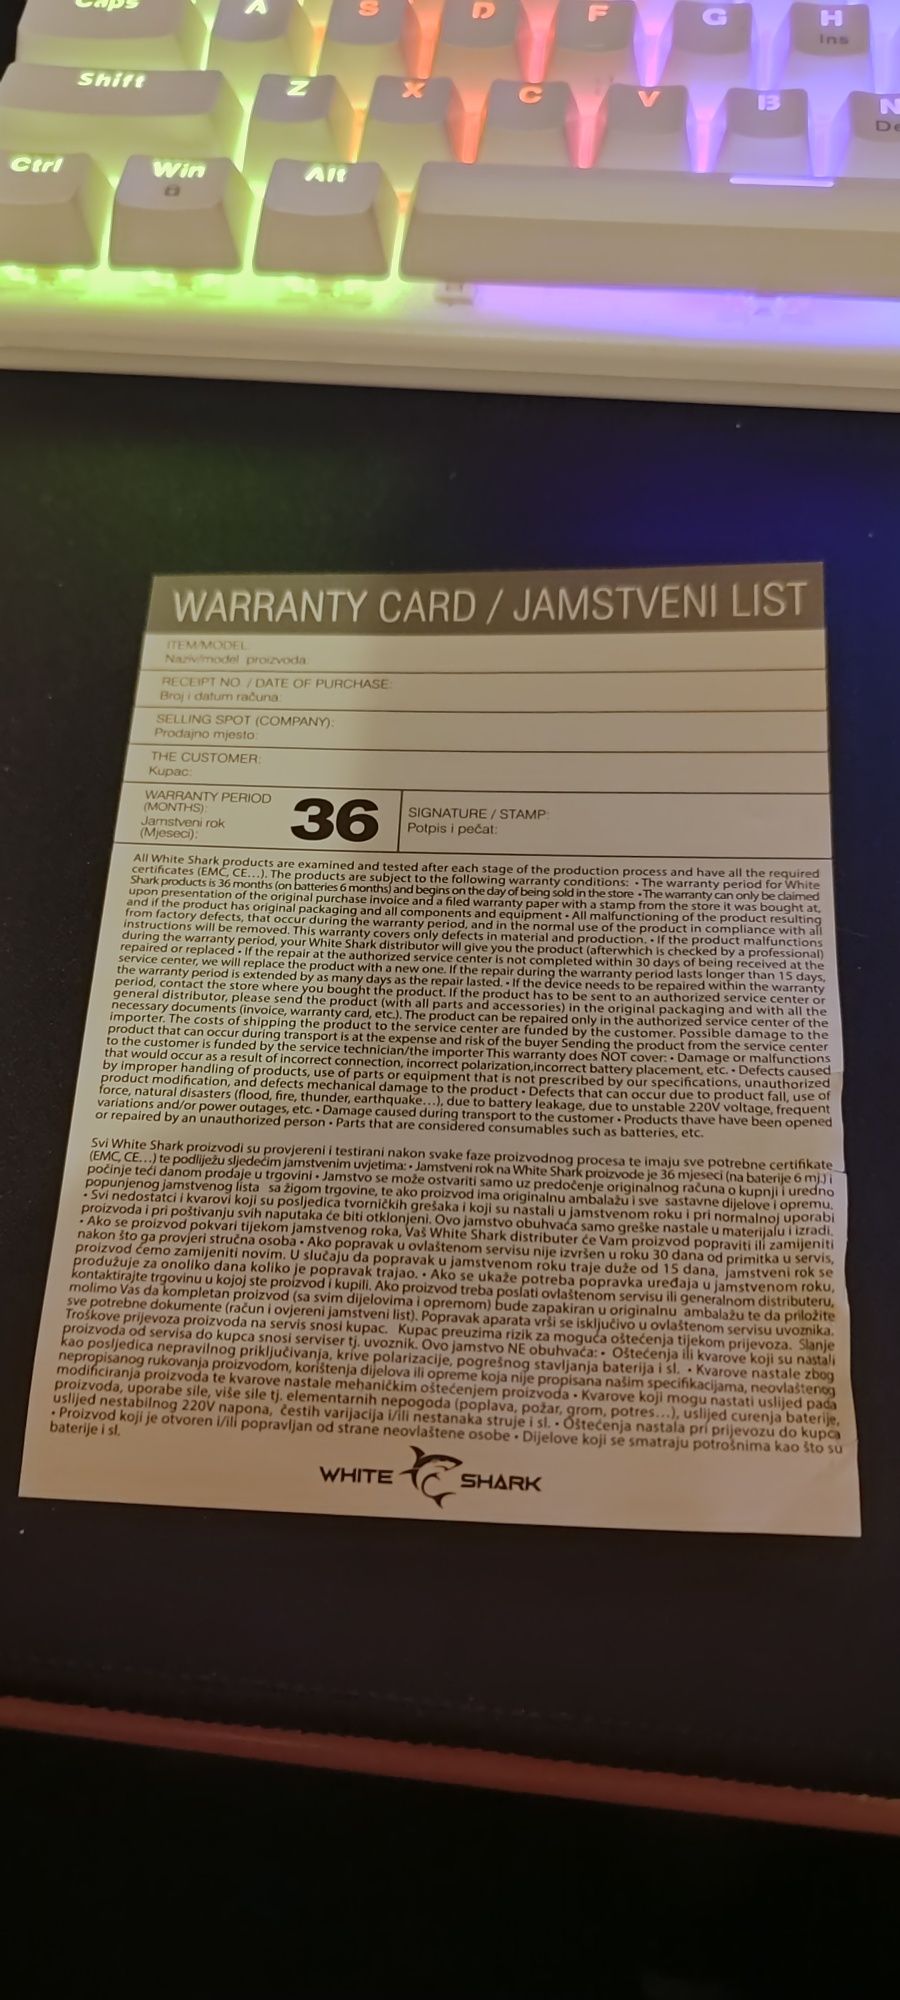 Caps A S D F G H
Ins
Shift Z X C V B N
De
Ctrl Win Alt
WARRANTY CARD / JAMSTVENI LIST
ITEM/MODEL:
Naziv/model proizvoda:
RECEIPT NO. / DATE OF PURCHASE:
Broj i datum računa:
SELLING SPOT (COMPANY):
Prodajno mjesto:
THE CUSTOMER:
Kupac:
WARRANTY PERIOD
(MONTHS):
Jamstveni rok
(Mjeseci):
36
SIGNATURE / STAMP:
Potpis i pečat:
All White Shark products are examined and tested after each stage of the production process and have all the required
certificates (EMC, CE...). The products are subject to the following warranty conditions: • The warranty period for White
Shark products is 36 months (on batteries 6 months) and begins on the day of being sold in the store • The warranty can only be claimed
upon presentation of the original purchase invoice and a filed warranty paper with a stamp from the store it was bought at,
and if the product has original packaging and all components and equipment • All malfunctioning of the product resulting
from factory defects, that occur during the warranty period, and in the normal use of the product in compliance with all
instructions will be removed. This warranty covers only defects in material and production. • If the product malfunctions
during the warranty period, your White Shark distributor will give you the product (afterwhich is checked by a professional)
repaired or replaced • If the repair at the authorized service center is not completed within 30 days of being received at the
service center, we will replace the product with a new one. If the repair during the warranty period lasts longer than 15 days,
the warranty period is extended by as many days as the repair lasted. • If the device needs to be repaired within the warranty
period, contact the store where you bought the product. If the product has to be sent to an authorized service center or
general distributor, please send the product (with all parts and accessories) in the original packaging and with all the
necessary documents (invoice, warranty card, etc.). The product can be repaired only in the authorized service center of the
importer. The costs of shipping the product to the service center are funded by the customer. Possible damage to the
product that can occur during transport is at the expense and risk of the buyer Sending the product from the service center
to the customer is funded by the service technician/the importer This warranty does NOT cover: • Damage or malfunctions
that would occur as a result of incorrect connection, incorrect polarization,incorrect battery placement, etc. • Defects caused
by improper handling of products, use of parts or equipment that is not prescribed by our specifications, unauthorized
product modification, and defects mechanical damage to the product • Defects that can occur due to product fall, use of
force, natural disasters (flood, fire, thunder, earthquake...), due to battery leakage, due to unstable 220V voltage, frequent
variations and/or power outages, etc. • Damage caused during transport to the customer • Products thave have been opened
or repaired by an unauthorized person • Parts that are considered consumables such as batteries, etc.
Svi White Shark proizvodi su provjereni i testirani nakon svake faze proizvodnog procesa te imaju sve potrebne certifikate
(EMC, CE...) te podliježu sljedećim jamstvenim uvjetima: • Jamstveni rok na White Shark proizvode je 36 mjeseci (na baterije 6 mj.) i
počinje teći danom prodaje u trgovini • Jamstvo se može ostvariti samo uz predočenje originalnog računa o kupnji i uredno
popunjenog jamstvenog lista sa žigom trgovine, te ako proizvod ima originalnu ambalažu i sve sastavne dijelove i opremu.
• Svi nedostatci i kvarovi koji su posljedica tvorničkih grešaka i koji su nastali u jamstvenom roku i pri normalnoj uporabi
proizvoda i pri poštivanju svih naputaka će biti otklonjeni. Ovo jamstvo obuhvaća samo greške nastale u materijalu i izradi.
• Ako se proizvod pokvari tijekom jamstvenog roka, Vaš White Shark distributer će Vam proizvod popraviti ili zamijeniti
nakon što ga provjeri stručna osoba • Ako popravak u ovlaštenom servisu nije izvršen u roku 30 dana od primitka u servis,
proizvod ćemo zamijeniti novim. U slučaju da popravak u jamstvenom roku traje duže od 15 dana, jamstveni rok se
produžuje za onoliko dana koliko je popravak trajao. • Ako se ukaže potreba popravka uređaja u jamstvenom roku,
kontaktirajte trgovinu u kojoj ste proizvod i kupili. Ako proizvod treba poslati ovlaštenom servisu ili generalnom distributeru,
molimo Vas da kompletan proizvod (sa svim dijelovima i opremom) bude zapakiran u originalnu ambalažu te da priložite
sve potrebne dokumente (račun i ovjereni jamstveni list). Popravak aparata vrši se isključivo u ovlaštenom servisu uvoznika.
Troškove prijevoza proizvoda na servis snosi kupac. Kupac preuzima rizik za moguća oštećenja tijekom prijevoza. Slanje
proizvoda od servisa do kupca snosi serviser tj. uvoznik. Ovo jamstvo NE obuhvaća: • Oštećenja ili kvarove koji su nastali
kao posljedica nepravilnog priključivanja, krive polarizacije, pogrešnog stavljanja baterija i sl. • Kvarove nastale zbog
nepropisanog rukovanja proizvodom, korištenja dijelova ili opreme koja nije propisana našim specifikacijama, neovlaštenog
modificiranja proizvoda te kvarove nastale mehaničkim oštećenjem proizvoda • Kvarove koji mogu nastati uslijed pada
proizvoda, uporabe sile, više sile tj. elementarnih nepogoda (poplava, požar, grom, potres...), uslijed curenja baterije,
uslijed nestabilnog 220V napona, čestih varijacija i/ili nestanaka struje i sl. • Oštećenja nastala pri prijevozu do kupca
• Proizvod koji je otvoren i/ili popravljan od strane neovlaštene osobe • Dijelove koji se smatraju potrošnima kao što su
baterije i sl.
WHITE SHARK